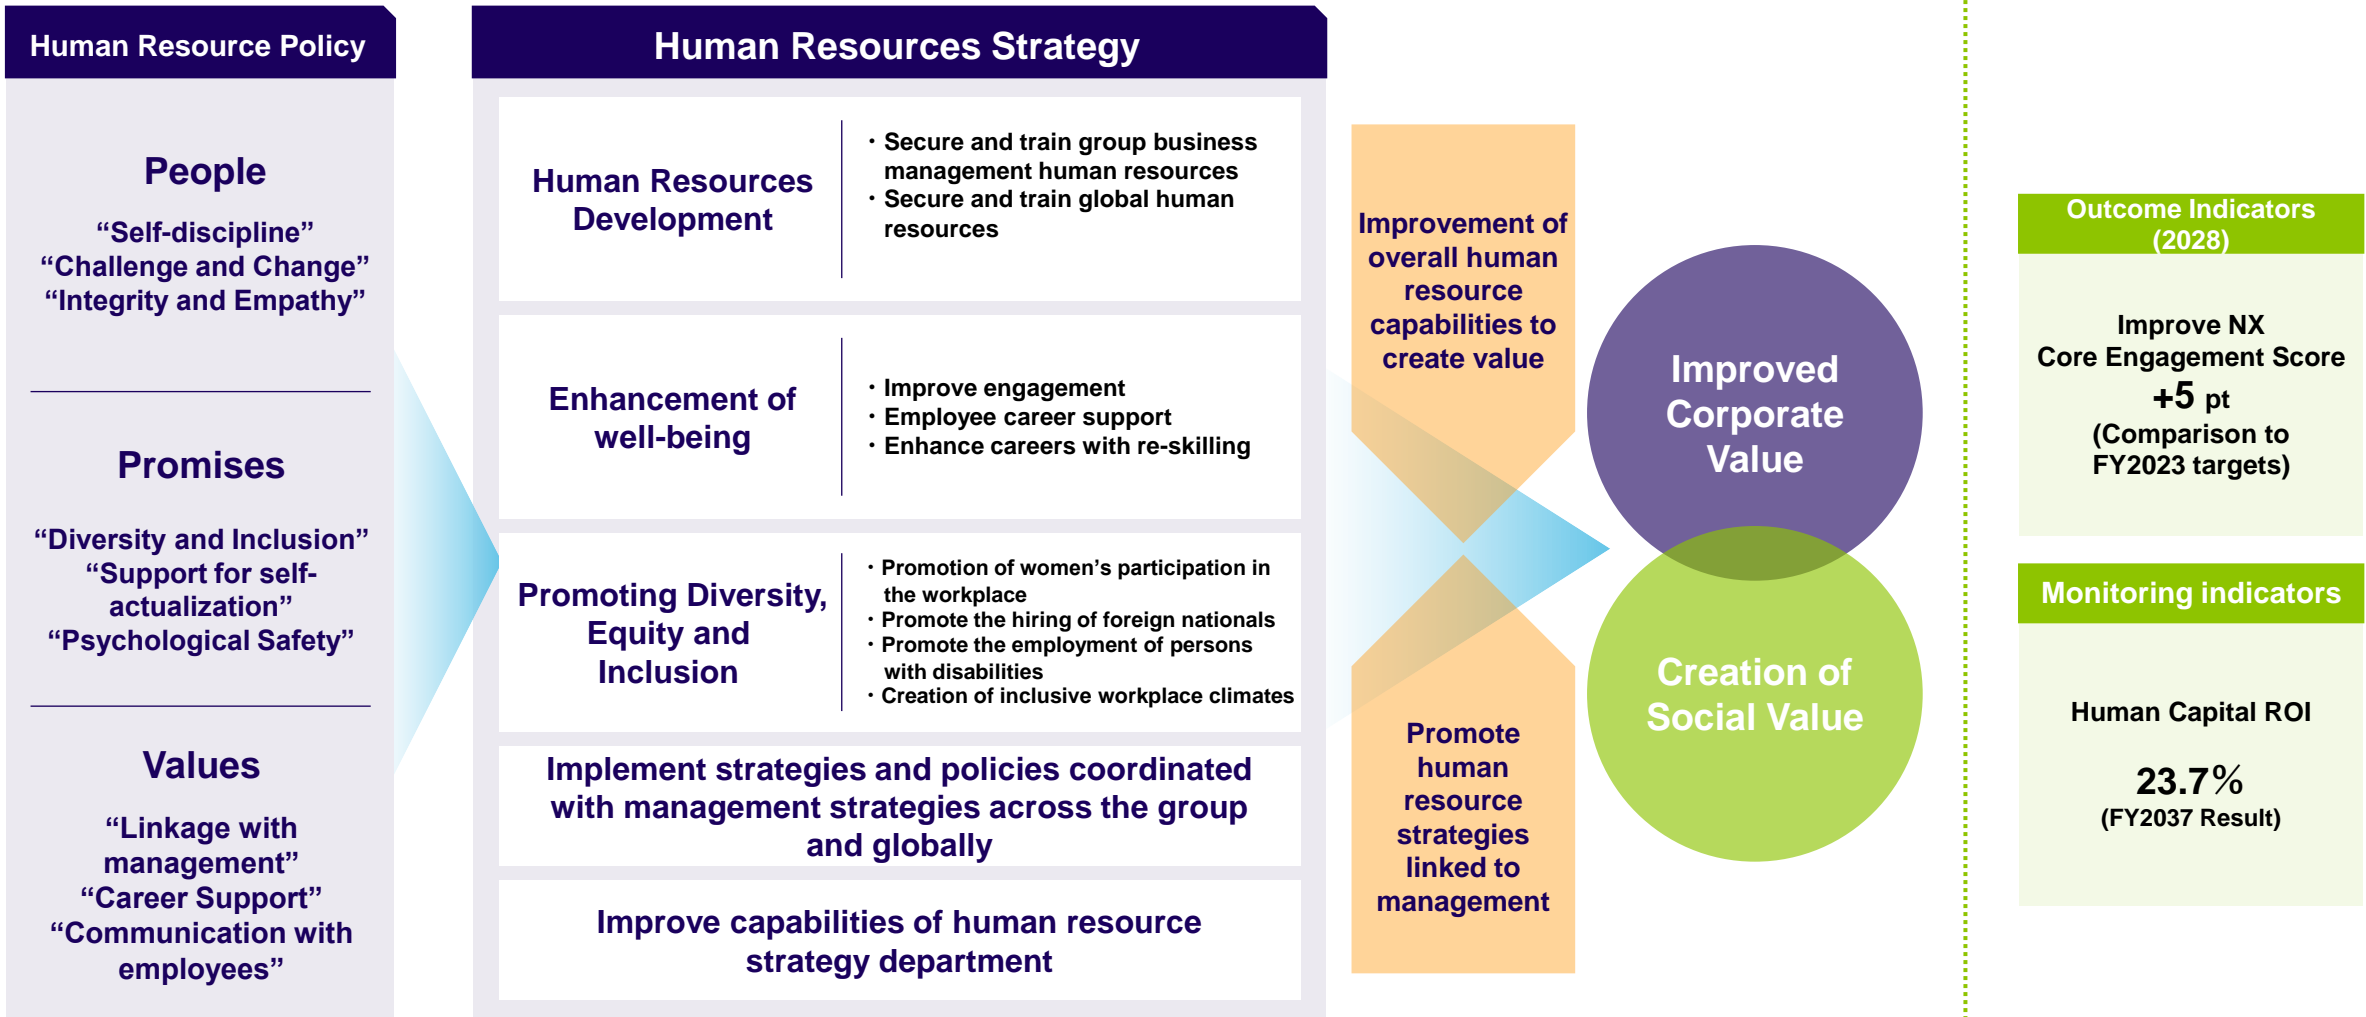 Human Resource Policy
People
“Self-discipline”
“Challenge and Change”
“Integrity and Empathy”
Promises
“Diversity and Inclusion”
“Support for self-
actualization”
“Psychological Safety”
Values
“Linkage with
management”
“Career Support”
“Communication with
employees”
Human Resources Strategy
Human Resources
Development
・Secure and train group business
management human resources
・Secure and train global human
resources
Enhancement of
well-being
・Improve engagement
・Employee career support
・Enhance careers with re-skilling
Promoting Diversity,
Equity and
Inclusion
・Promotion of women’s participation in
the workplace
・Promote the hiring of foreign nationals
・Promote the employment of persons
with disabilities
・Creation of inclusive workplace climates
Implement strategies and policies coordinated
with management strategies across the group
and globally
Improve capabilities of human resource
strategy department
Improvement of
overall human
resource
capabilities to
create value
Promote
human
resource
strategies
linked to
management
Improved
Corporate
Value
Creation of
Social Value
Outcome Indicators
(2028)
Improve NX
Core Engagement Score
+5 pt
(Comparison to
FY2023 targets)
Monitoring indicators
Human Capital ROI
23.7%
(FY2037 Result)